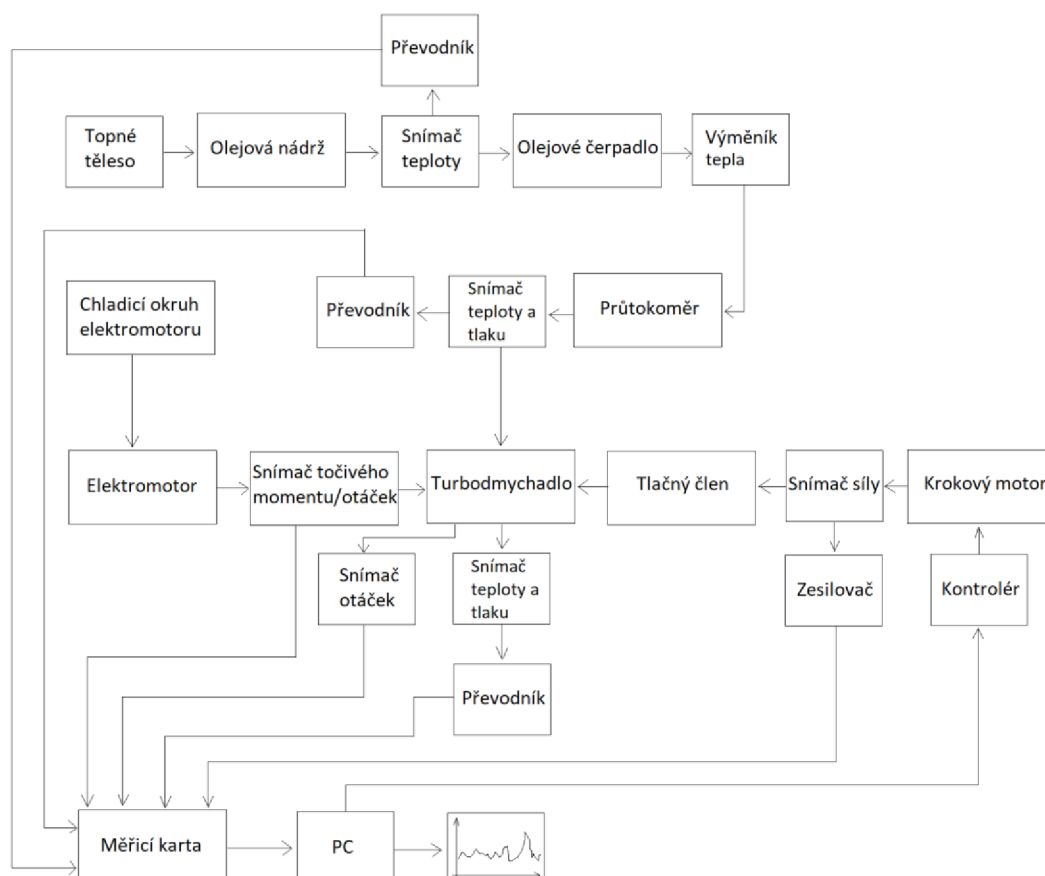 Převodník
Topné
těleso
Olejová nádrž
Snímač
teploty
Olejové čerpadlo
Výměník
tepla
Chladicí okruh
elektromotoru
Převodník
Snímač
teploty a
tlaku
Průtokoměr
Elektromotor
Snímač točivého
momentu/otáček
Turbodmychadlo
Tlačný člen
Snímač síly
Krokový motor
Snímač
otáček
Snímač
teploty a
tlaku
Zesilovač
Kontrolér
Převodník
Měřicí karta
PC